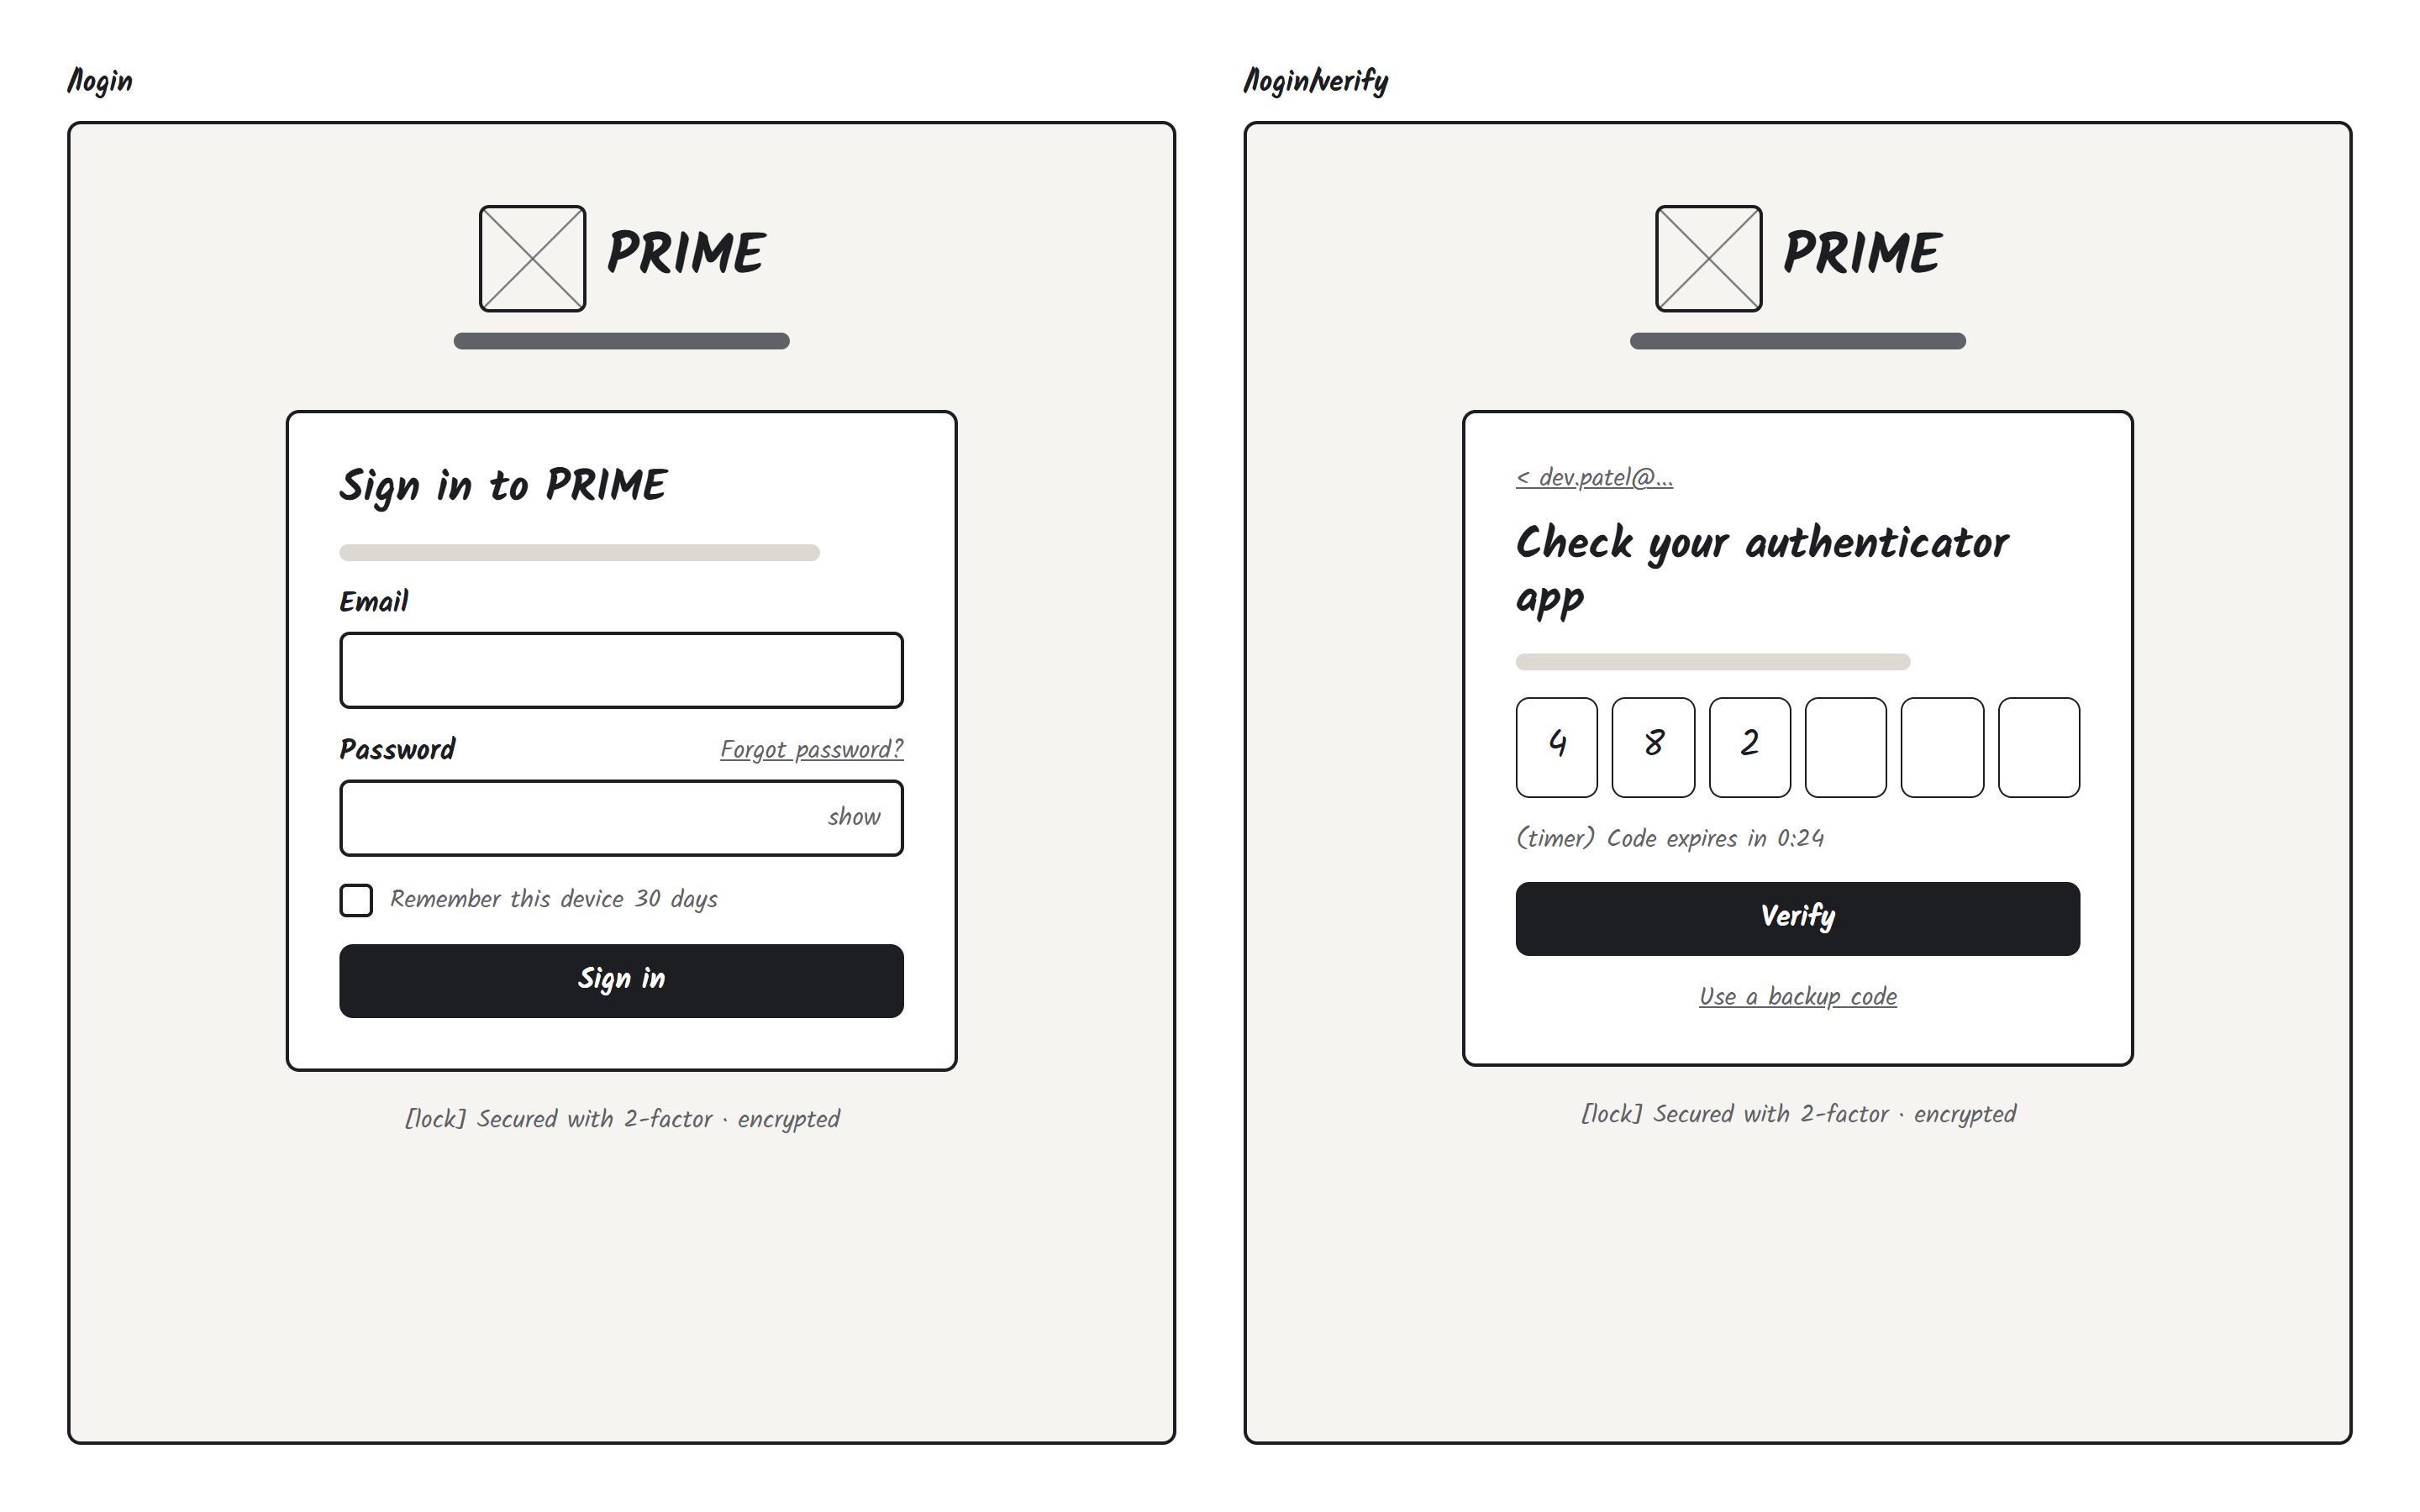 /login
PRIME
Sign in to PRIME
Email
Password
Forgot password?
show
Remember this device 30 days
Sign in
[lock] Secured with 2-factor · encrypted
/login/verify
PRIME
< dev.patel@...
Check your authenticator
app
4 8 2
(timer) Code expires in 0:24
Verify
Use a backup code
[lock] Secured with 2-factor · encrypted